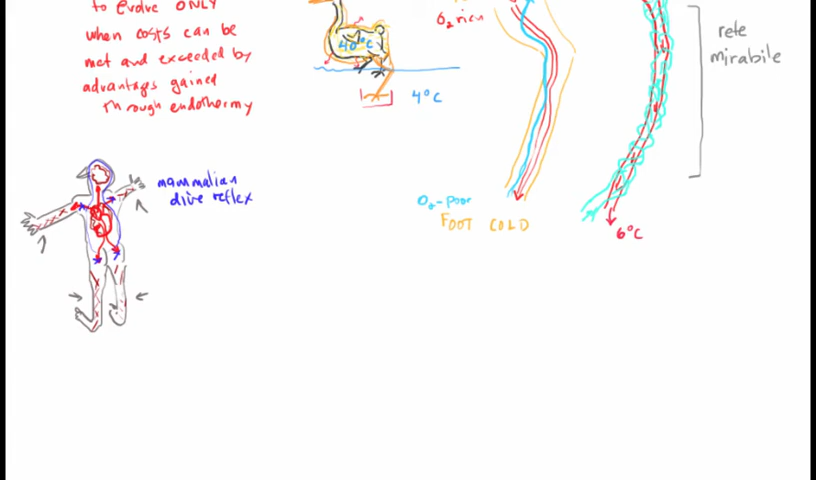 to evolve ONLY
when costs can be
met and exceeded by
advantages gained
through endothermy
40°C
4°C
O₂ rich
O₂-poor
FOOT COLD
rete
mirabile
6°C
mammalian
dive reflex